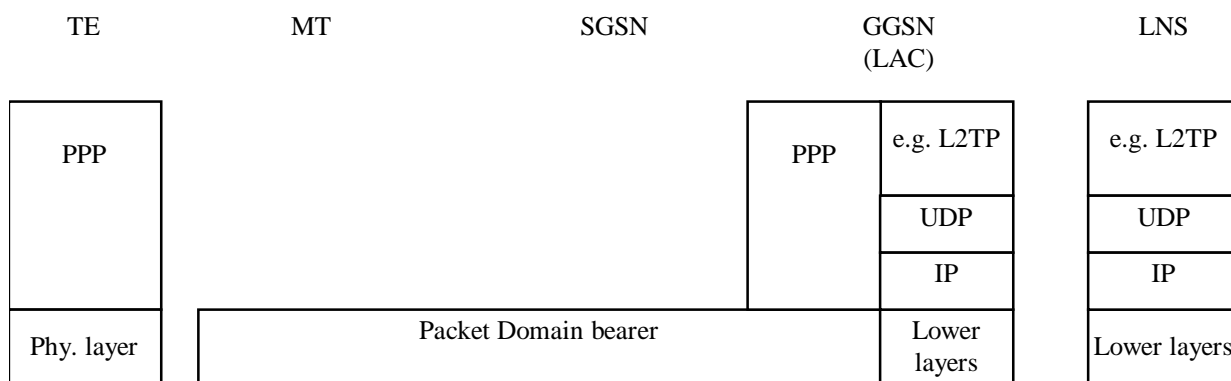 TE MT SGSN GGSN LNS
(LAC)
PPP PPP e.g. L2TP e.g. L2TP
UDP UDP
IP IP
Phy. layer Packet Domain bearer Lower Lower layers
layers